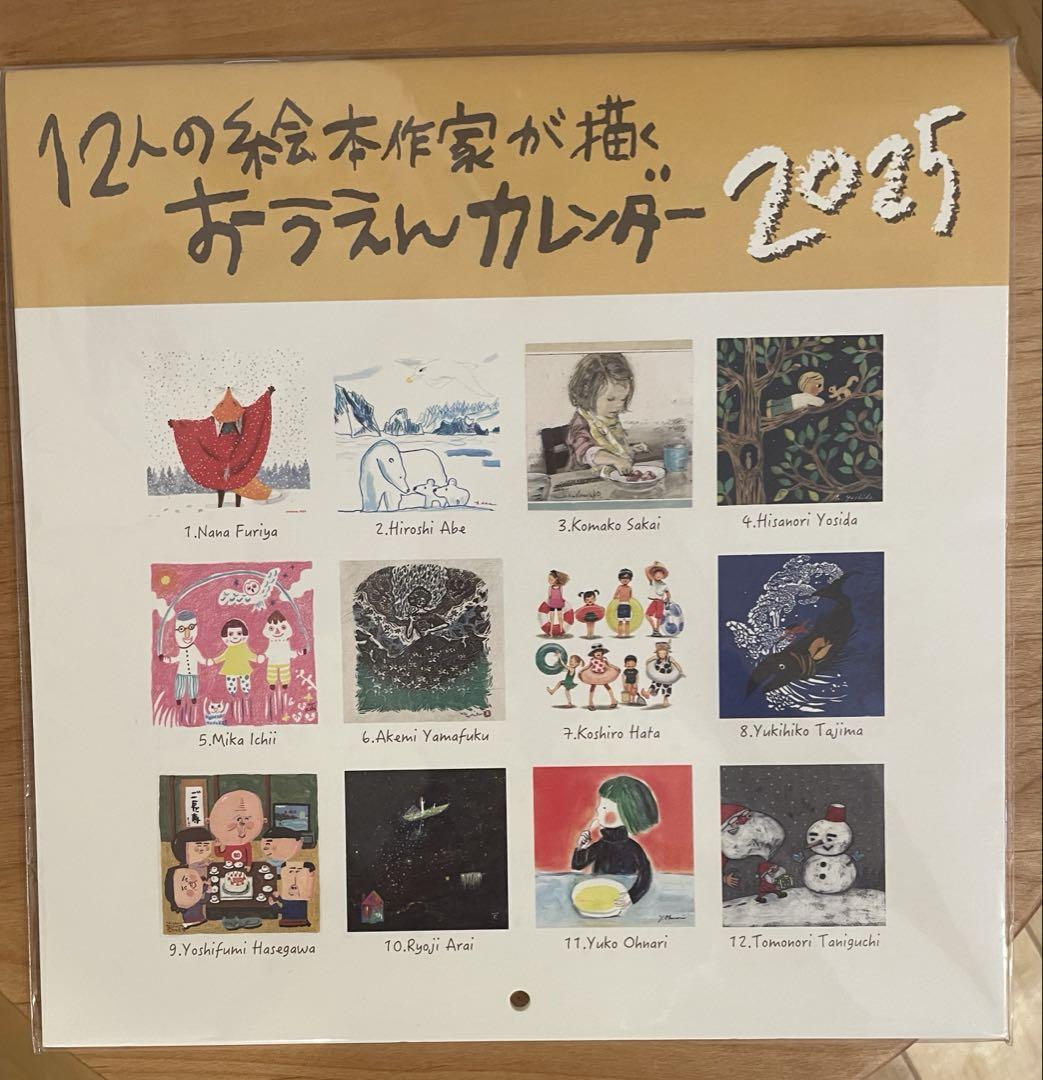 12人の絵本作家が描く
おうえんカレンダー 2025
1.Nana Furiya
2.Hiroshi Abe
3.Komako Sakai
4.Hisanori Yosida
5.Mika Ichii
6.Akemi Yamafuku
7.Koshiro Hata
8.Yukihiko Tajima
ご長寿
9.Yoshifumi Hasegawa
10.Ryoji Arai
11.Yuko Ohnari
12.Tomonori Taniguchi